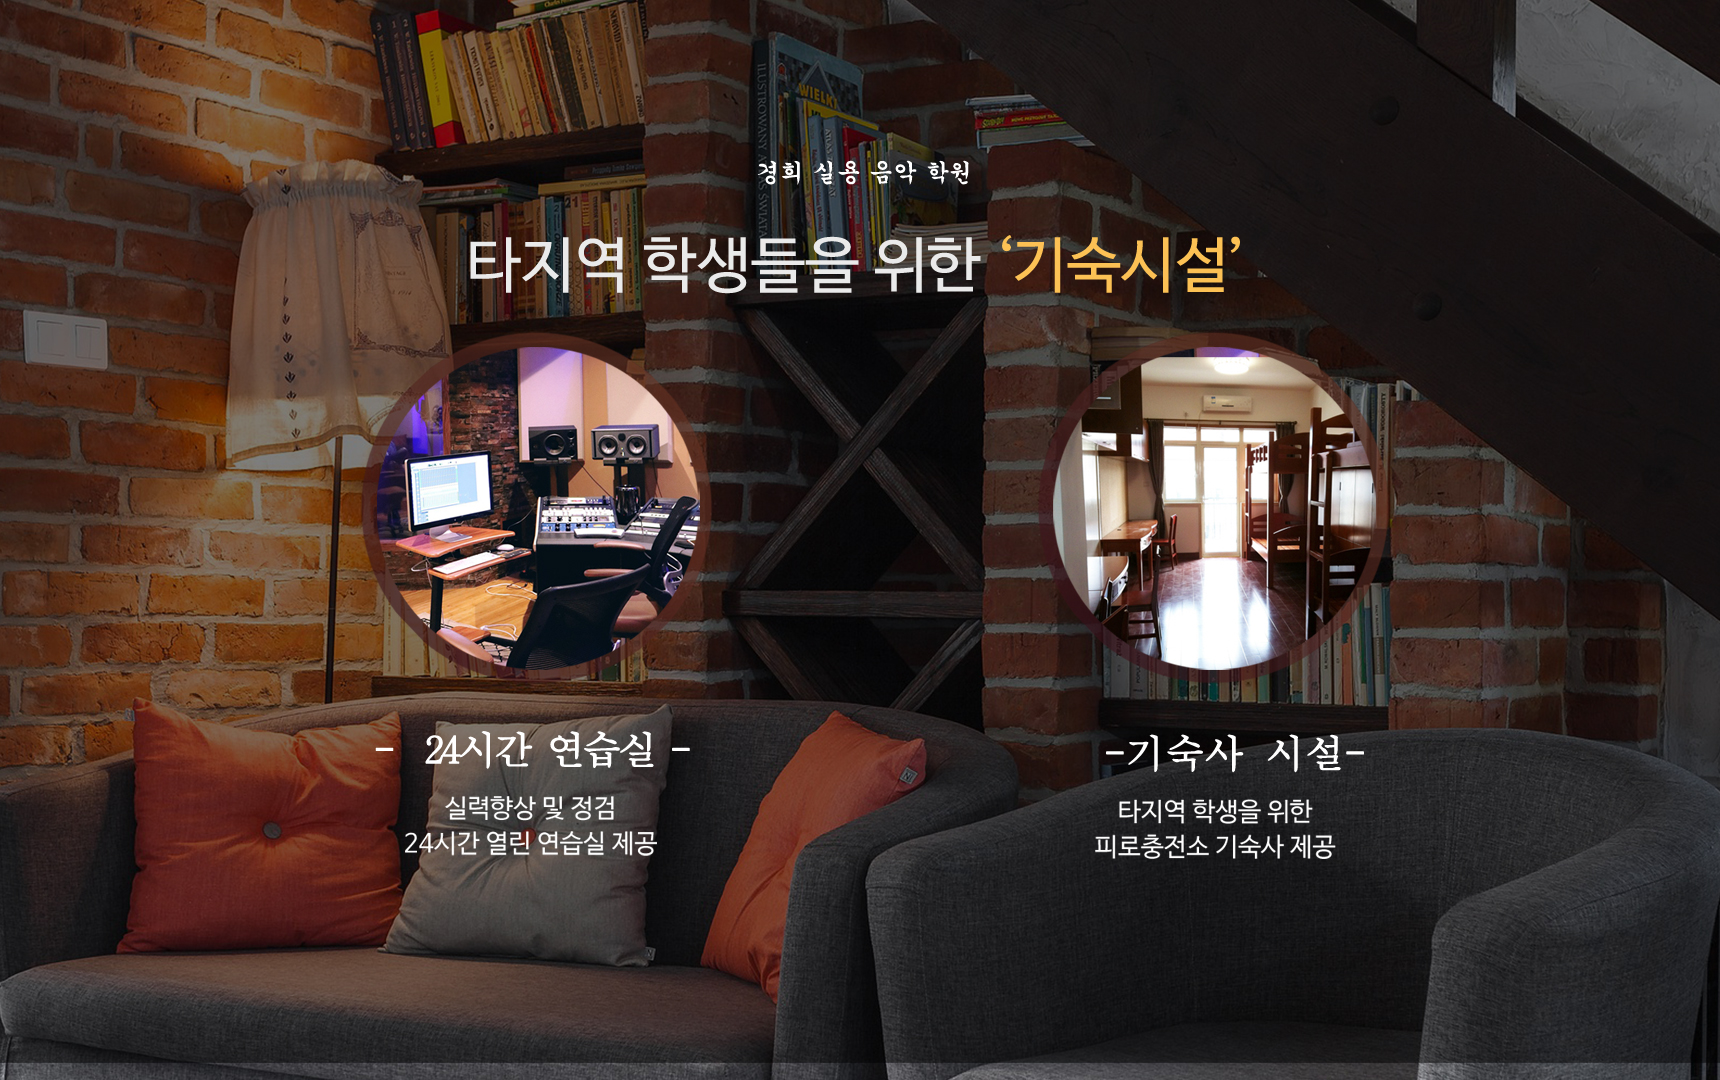 경희 실용 음악 학원
타지역 학생들을 위한 ‘기숙시설’
- 24시간 연습실 -
실력향상 및 정검
24시간 열린 연습실 제공
-기숙사 시설-
타지역 학생을 위한
피로충전소 기숙사 제공
WIELKI
ILUSTROWANY